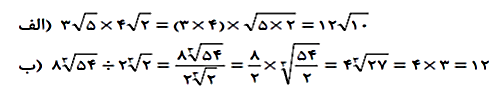 الف) ۳√۵ × ۴√۲ = (۳ × ۴) × √(۵ × ۲) = ۱۲√۱۰
ب) ۸∛۵۴ ÷ ۲∛۲ = ۸∛۵۴ / ۲∛۲ = ۸/۲ × ∛(۵۴/۲) = ۴∛۲۷ = ۴ × ۳ = ۱۲